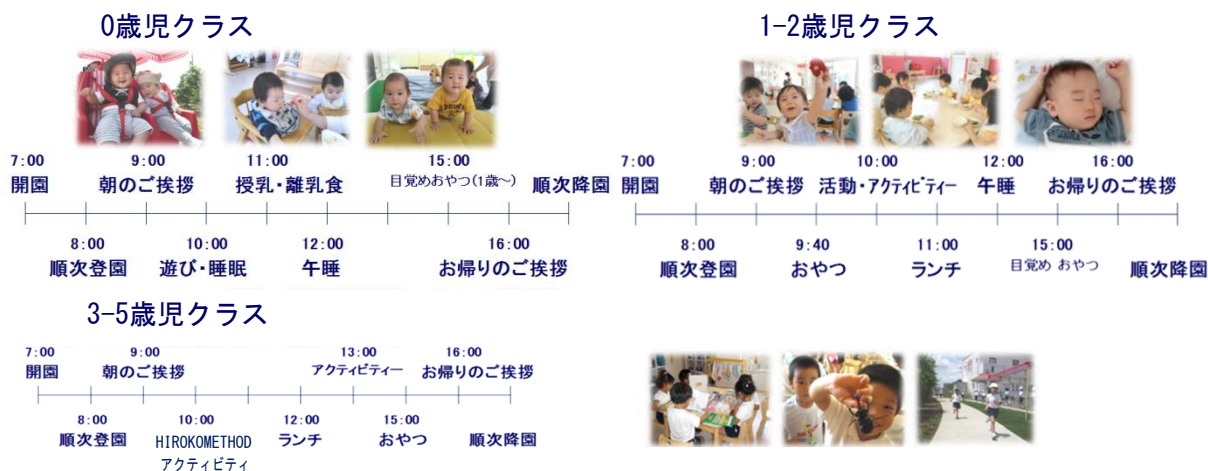 0歳児クラス
7:00
開園
9:00
朝のご挨拶
11:00
授乳・離乳食
15:00
目覚めおやつ(1歳～)
順次降園
8:00
順次登園
10:00
遊び・睡眠
12:00
午睡
16:00
お帰りのご挨拶
1-2歳児クラス
7:00
開園
9:00
朝のご挨拶
10:00
活動・アクティビティー
12:00
午睡
16:00
お帰りのご挨拶
8:00
順次登園
9:40
おやつ
11:00
ランチ
15:00
目覚め おやつ
順次降園
3-5歳児クラス
7:00
開園
9:00
朝のご挨拶
13:00
アクティビティー
16:00
お帰りのご挨拶
8:00
順次登園
10:00
HIROKOMETHOD
アクティビティ
12:00
ランチ
15:00
おやつ
順次降園